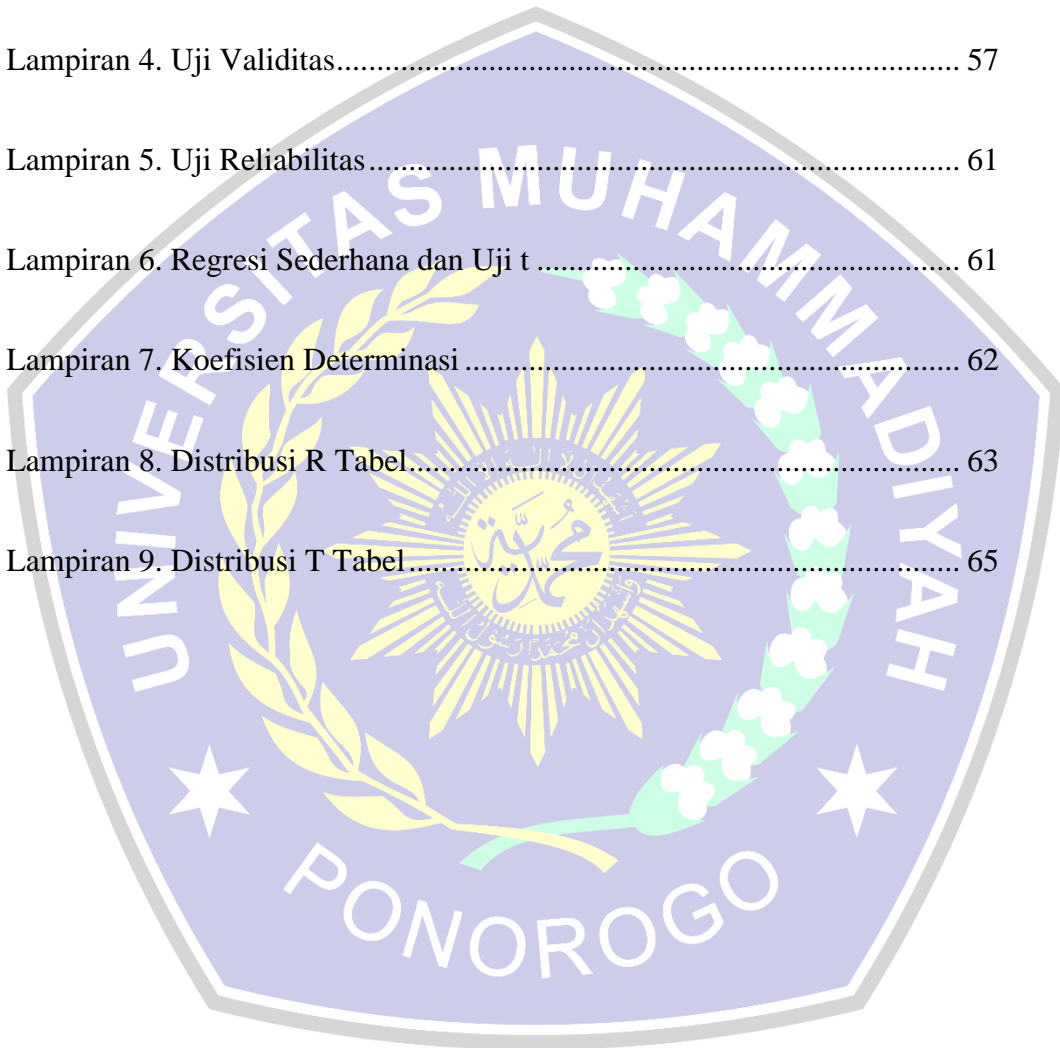 Lampiran 4. Uji Validitas........................................................................... 57
Lampiran 5. Uji Reliabilitas....................................................................... 61
Lampiran 6. Regresi Sederhana dan Uji t ................................................... 61
Lampiran 7. Koefisien Determinasi ............................................................ 62
Lampiran 8. Distribusi R Tabel.................................................................. 63
Lampiran 9. Distribusi T Tabel.................................................................. 65
UNIVERSITAS MUHAMMADIYAH
محمدية
PONOROGO